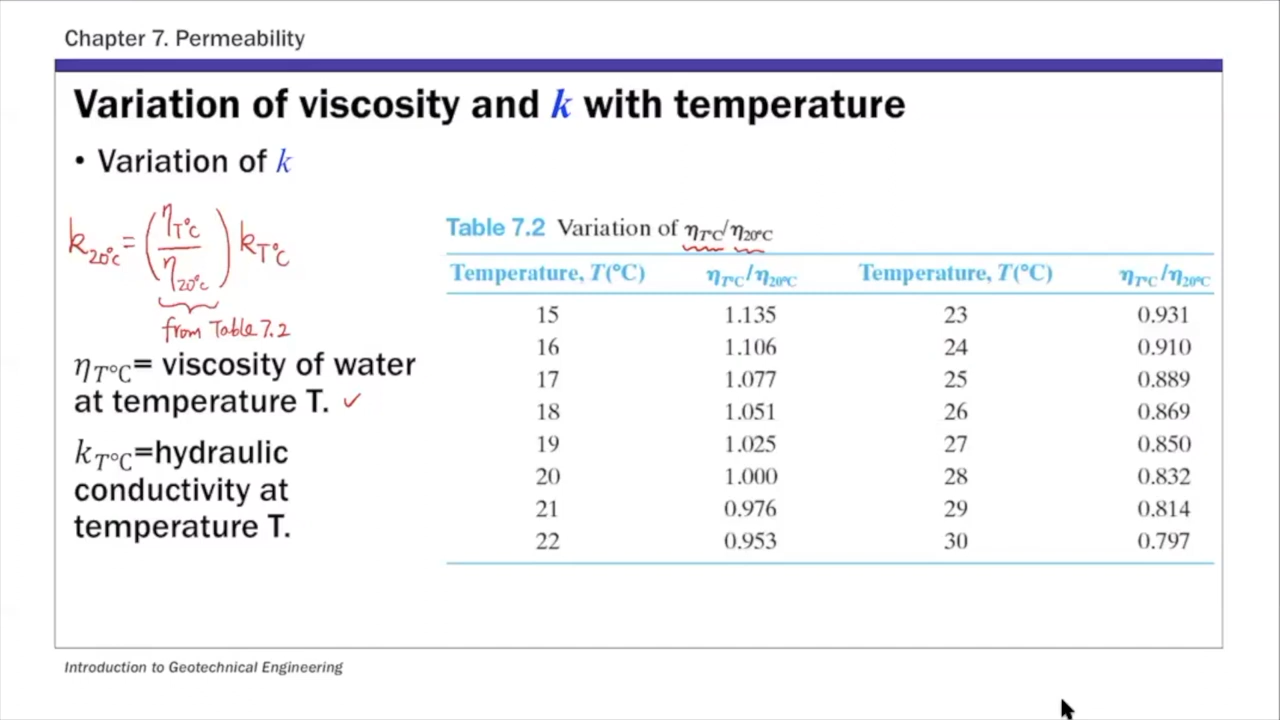 Chapter 7. Permeability
Variation of viscosity and k with temperature
• Variation of k
k20°C = (ηT°C / η20°C) kT°C
from Table 7.2
ηT°C= viscosity of water
at temperature T. ✓
kT°C=hydraulic
conductivity at
temperature T.
Table 7.2 Variation of ηT°C/η20°C
Temperature, T(°C) ηT°C/η20°C Temperature, T(°C) ηT°C/η20°C
15 1.135 23 0.931
16 1.106 24 0.910
17 1.077 25 0.889
18 1.051 26 0.869
19 1.025 27 0.850
20 1.000 28 0.832
21 0.976 29 0.814
22 0.953 30 0.797
Introduction to Geotechnical Engineering